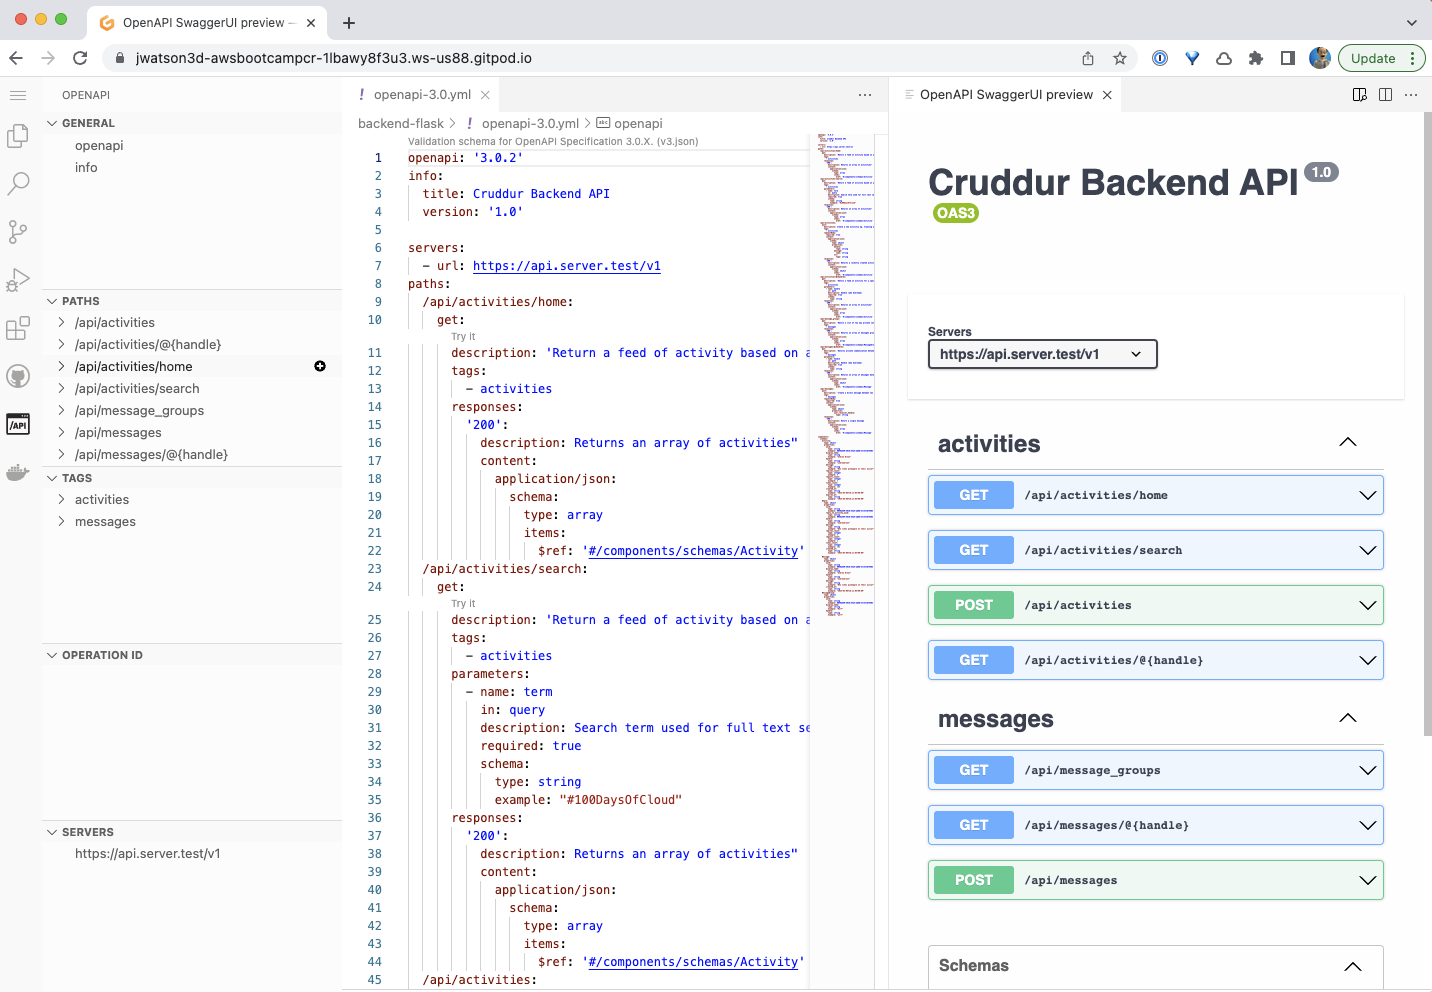 OpenAPI SwaggerUI preview —
jwatson3d-awsbootcampcr-1lbawy8f3u3.ws-us88.gitpod.io
Update
OPENAPI
GENERAL
openapi
info
PATHS
/api/activities
/api/activities/@{handle}
/api/activities/home
/api/activities/search
/api/message_groups
/api/messages
/api/messages/@{handle}
TAGS
activities
messages
OPERATION ID
SERVERS
https://api.server.test/v1
/API
! openapi-3.0.yml
backend-flask > ! openapi-3.0.yml > abc openapi
Validation schema for OpenAPI Specification 3.0.X. (v3.json)
1 openapi: '3.0.2'
2 info:
3 title: Cruddur Backend API
4 version: '1.0'
5
6 servers:
7 - url: https://api.server.test/v1
8 paths:
9 /api/activities/home:
10 get:
Try it
11 description: 'Return a feed of activity based on a
12 tags:
13 - activities
14 responses:
15 '200':
16 description: Returns an array of activities"
17 content:
18 application/json:
19 schema:
20 type: array
21 items:
22 $ref: '#/components/schemas/Activity'
23 /api/activities/search:
24 get:
Try it
25 description: 'Return a feed of activity based on a
26 tags:
27 - activities
28 parameters:
29 - name: term
30 in: query
31 description: Search term used for full text se
32 required: true
33 schema:
34 type: string
35 example: "#100DaysOfCloud"
36 responses:
37 '200':
38 description: Returns an array of activities"
39 content:
40 application/json:
41 schema:
42 type: array
43 items:
44 $ref: '#/components/schemas/Activity'
45 /api/activities:
OpenAPI SwaggerUI preview
Cruddur Backend API 1.0
OAS3
Servers
https://api.server.test/v1
activities
GET /api/activities/home
GET /api/activities/search
POST /api/activities
GET /api/activities/@{handle}
messages
GET /api/message_groups
GET /api/messages/@{handle}
POST /api/messages
Schemas